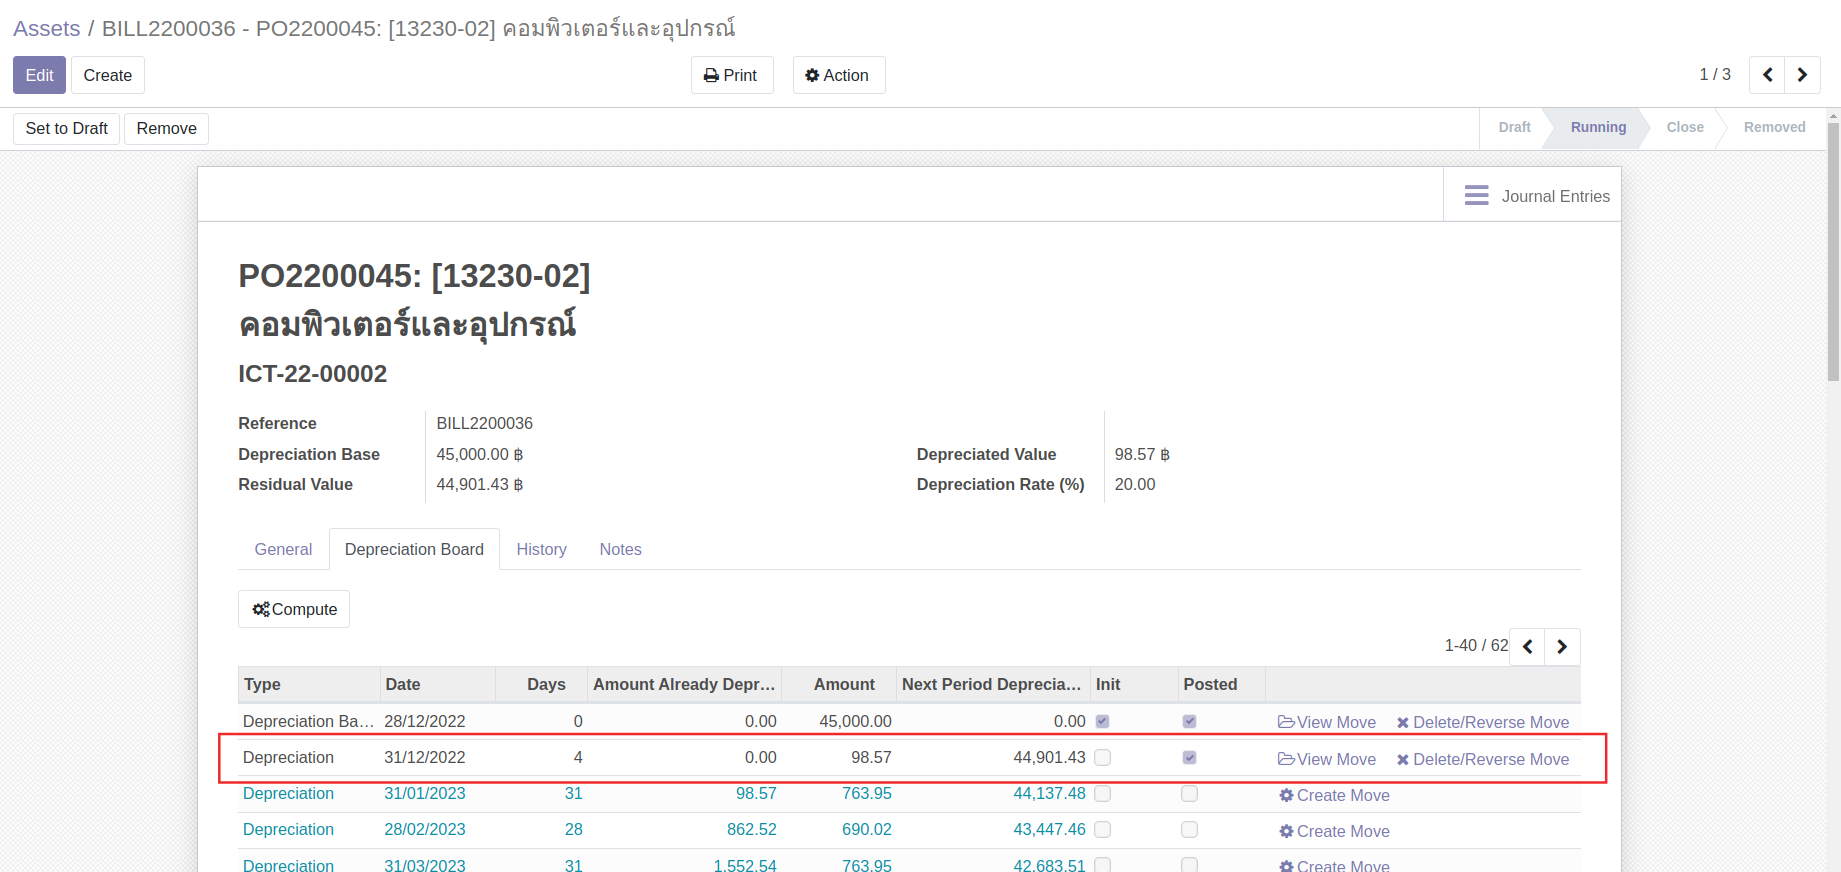 Assets / BILL2200036 - PO2200045: [13230-02] คอมพิวเตอร์และอุปกรณ์
Edit Create Print Action 1 / 3
Set to Draft Remove Draft Running Close Removed
Journal Entries
PO2200045: [13230-02]
คอมพิวเตอร์และอุปกรณ์
ICT-22-00002
Reference BILL2200036
Depreciation Base 45,000.00 ฿ Depreciated Value 98.57 ฿
Residual Value 44,901.43 ฿ Depreciation Rate (%) 20.00
General Depreciation Board History Notes
Compute
1-40 / 62
Type Date Days Amount Already Depr... Amount Next Period Deprecia... Init Posted
Depreciation Ba... 28/12/2022 0 0.00 45,000.00 0.00 View Move Delete/Reverse Move
Depreciation 31/12/2022 4 0.00 98.57 44,901.43 View Move Delete/Reverse Move
Depreciation 31/01/2023 31 98.57 763.95 44,137.48 Create Move
Depreciation 28/02/2023 28 862.52 690.02 43,447.46 Create Move
Depreciation 31/03/2023 31 1,552.54 763.95 42,683.51 Create Move